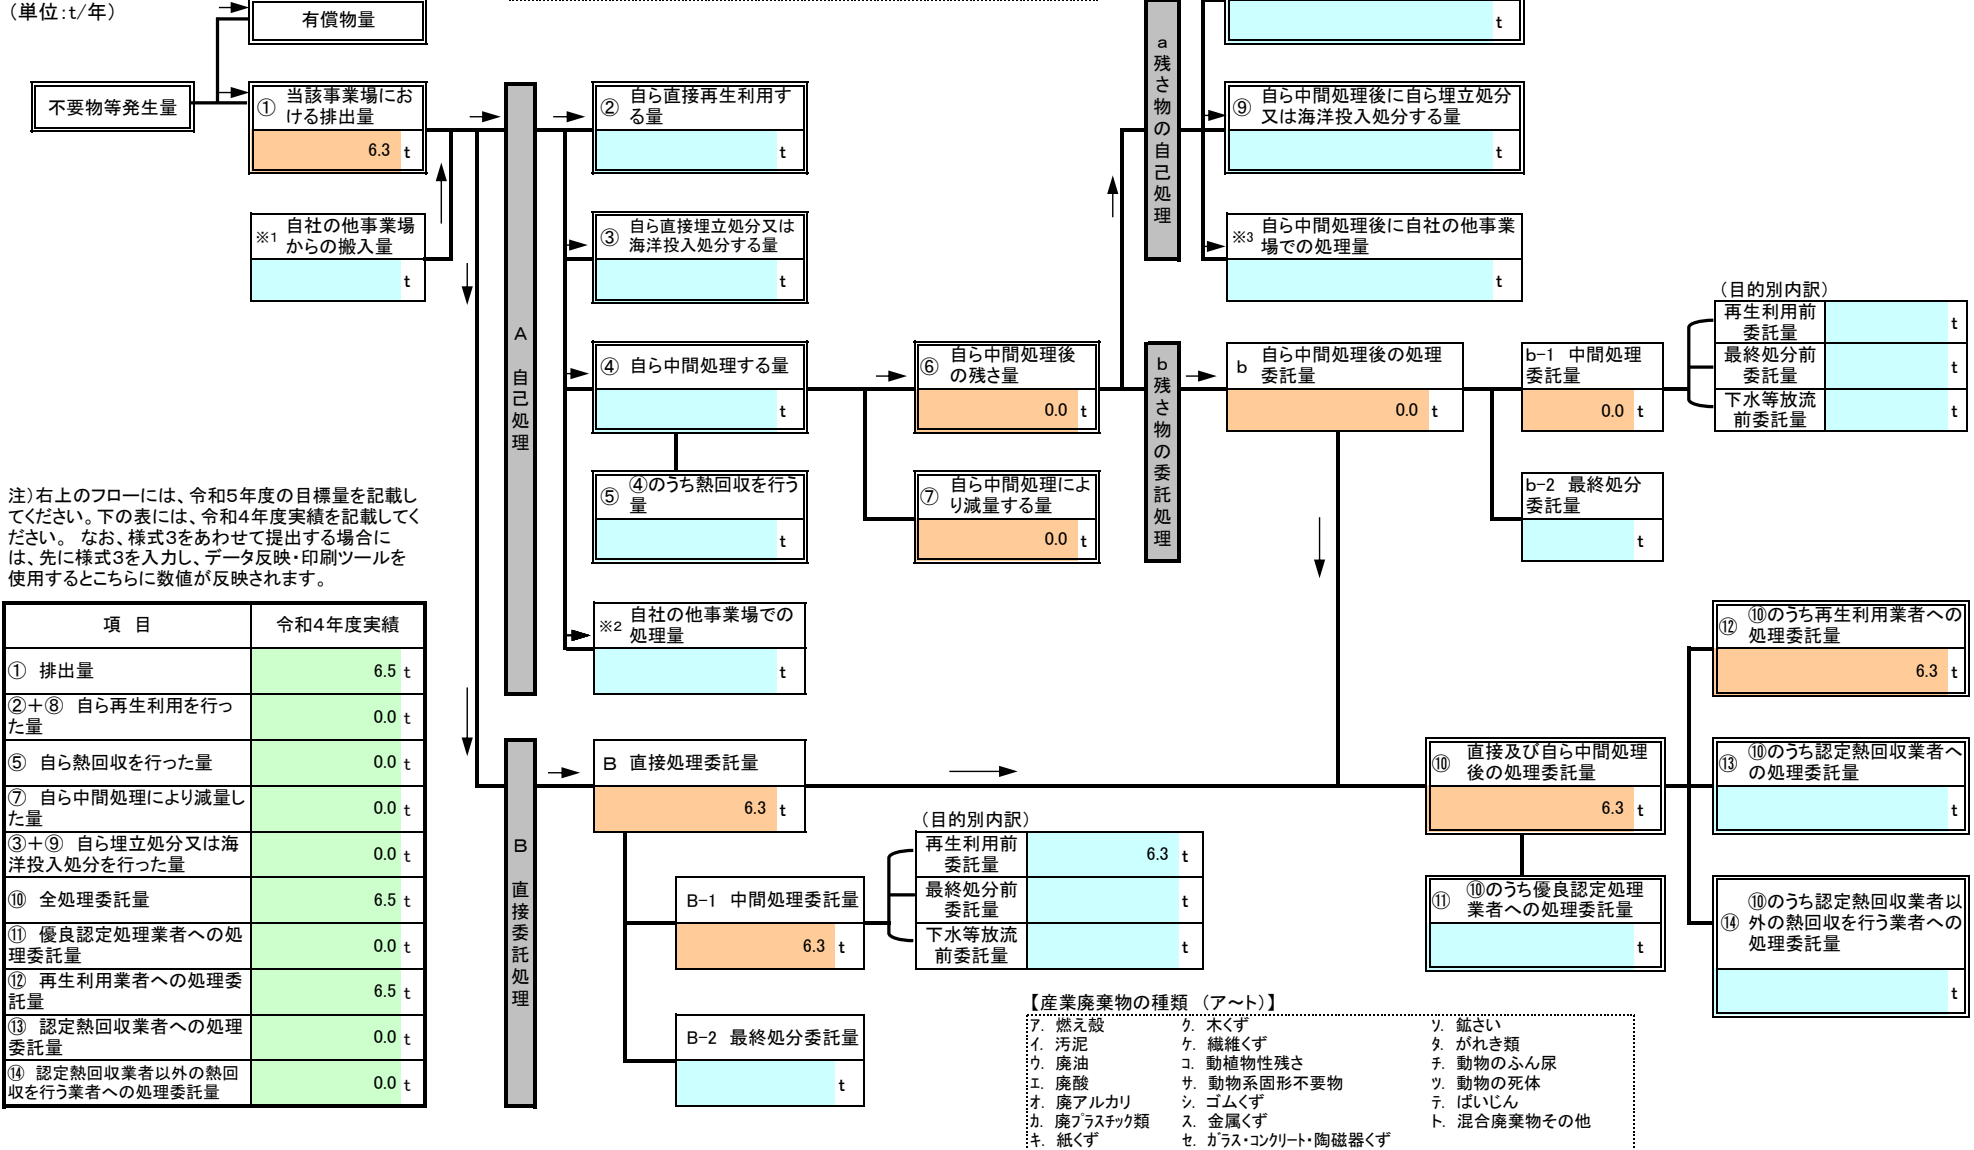 (単位:t/年)
有償物量
t
不要物等発生量
① 当該事業場にお
ける排出量
6.3 t
※1 自社の他事業場
からの搬入量
t
A 自己処理
② 自ら直接再生利用す
る量
t
③ 自ら直接埋立処分又は
海洋投入処分する量
t
④ 自ら中間処理する量
t
⑤ ④のうち熱回収を行う
量
t
※2 自社の他事業場での
処理量
t
⑥ 自ら中間処理後
の残さ量
0.0 t
⑦ 自ら中間処理によ
り減量する量
0.0 t
a 残さ物の自己処理
⑨ 自ら中間処理後に自ら埋立処分
又は海洋投入処分する量
t
※3 自ら中間処理後に自社の他事業
場での処理量
t
b 残さ物の委託処理
b 自ら中間処理後の処理
委託量
0.0 t
b-1 中間処理
委託量
0.0 t
(目的別内訳)
再生利用前
委託量
t
最終処分前
委託量
t
下水等放流
前委託量
t
b-2 最終処分
委託量
t
注)右上のフローには、令和5年度の目標量を記載し
てください。下の表には、令和4年度実績を記載してく
ださい。 なお、様式3をあわせて提出する場合に
は、先に様式3を入力し、データ反映・印刷ツールを
使用するとこちらに数値が反映されます。
項 目 令和4年度実績
① 排出量 6.5 t
②+⑧ 自ら再生利用を行っ
た量 0.0 t
⑤ 自ら熱回収を行った量 0.0 t
⑦ 自ら中間処理により減量し
た量 0.0 t
③+⑨ 自ら埋立処分又は海
洋投入処分を行った量 0.0 t
⑩ 全処理委託量 6.5 t
⑪ 優良認定処理業者への処
理委託量 0.0 t
⑫ 再生利用業者への処理委
託量 6.5 t
⑬ 認定熱回収業者への処理
委託量 0.0 t
⑭ 認定熱回収業者以外の熱回
収を行う業者への処理委託量 0.0 t
B 直接委託処理
B 直接処理委託量
6.3 t
B-1 中間処理委託量
6.3 t
(目的別内訳)
再生利用前
委託量
6.3 t
最終処分前
委託量
t
下水等放流
前委託量
t
B-2 最終処分委託量
t
⑩ 直接及び自ら中間処理
後の処理委託量
6.3 t
⑪ ⑩のうち優良認定処理
業者への処理委託量
t
⑫ ⑩のうち再生利用業者への
処理委託量
6.3 t
⑬ ⑩のうち認定熱回収業者へ
の処理委託量
t
⑭ ⑩のうち認定熱回収業者以
外の熱回収を行う業者への
処理委託量
t
【産業廃棄物の種類 (ア~ト)】
ア. 燃え殻 ク. 木くず ソ. 鉱さい
イ. 汚泥 ケ. 繊維くず タ. がれき類
ウ. 廃油 コ. 動植物性残さ チ. 動物のふん尿
エ. 廃酸 サ. 動物系固形不要物 ツ. 動物の死体
オ. 廃アルカリ シ. ゴムくず テ. ばいじん
カ. 廃プラスチック類 ス. 金属くず ト. 混合廃棄物その他
キ. 紙くず セ. ガラス・コンクリート・陶磁器くず